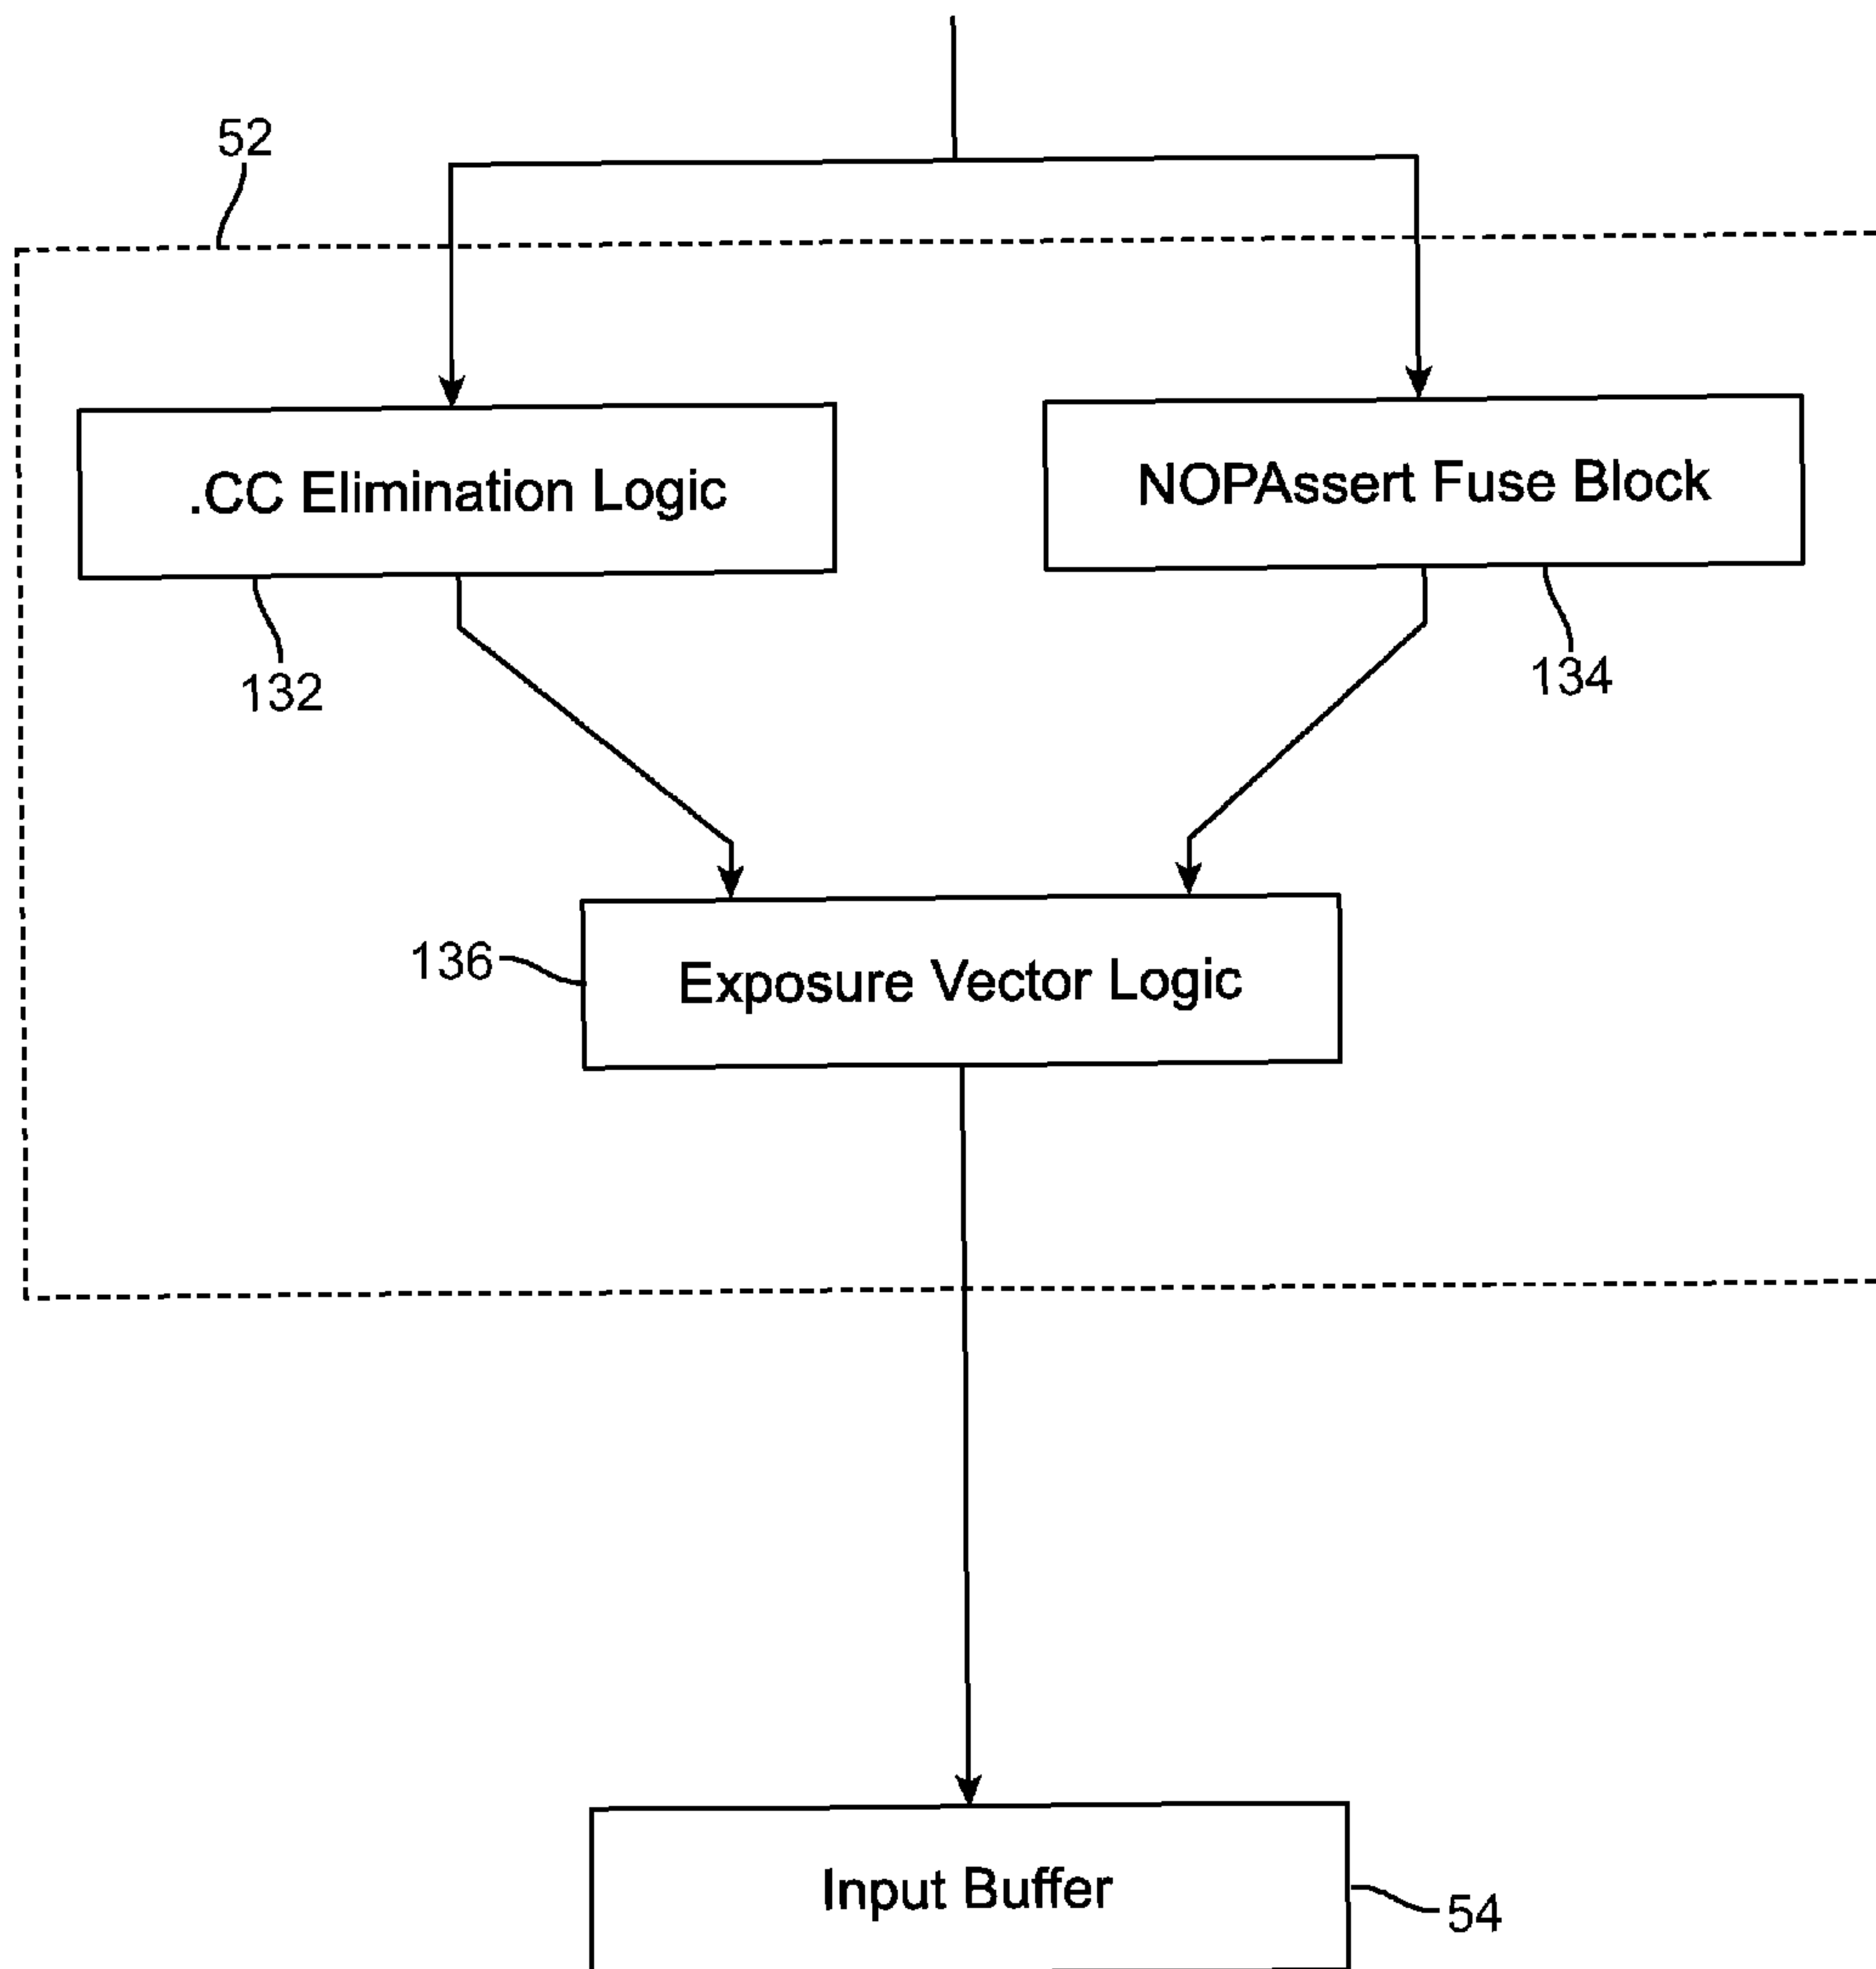 52
.CC Elimination Logic
NOPAssert Fuse Block
132
134
136
Exposure Vector Logic
Input Buffer
54